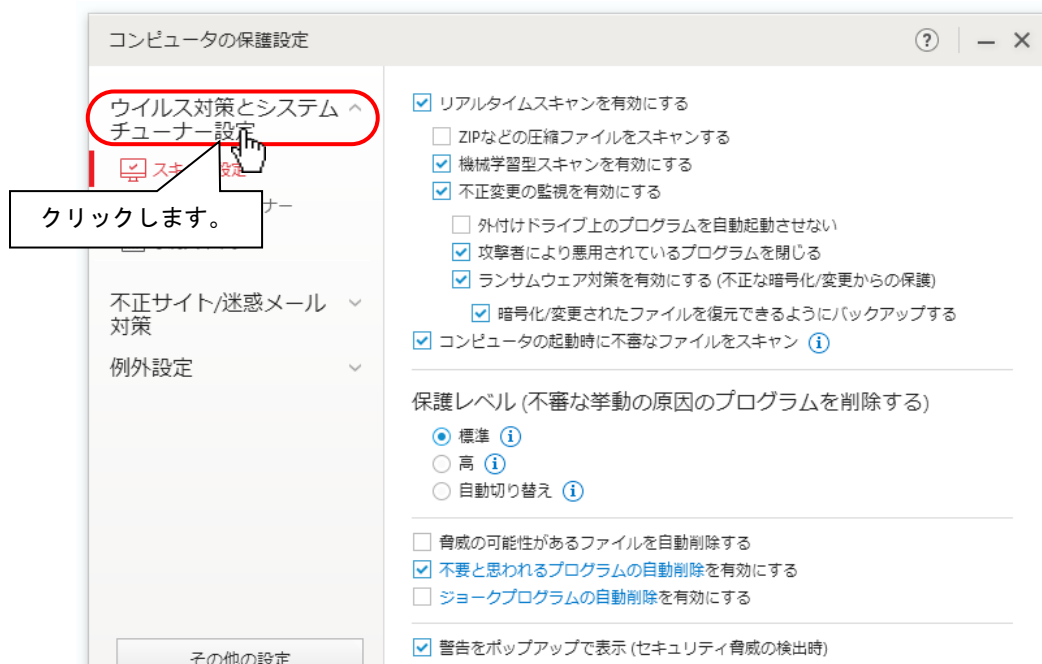 コンピュータの保護設定
ウイルス対策とシステム
チューナー設定
スキ
設定
ナー
クリックします。
不正サイト/迷惑メール
対策
例外設定
その他の設定
リアルタイムスキャンを有効にする
ZIPなどの圧縮ファイルをスキャンする
機械学習型スキャンを有効にする
不正変更の監視を有効にする
外付けドライブ上のプログラムを自動起動させない
攻撃者により悪用されているプログラムを閉じる
ランサムウェア対策を有効にする (不正な暗号化/変更からの保護)
暗号化/変更されたファイルを復元できるようにバックアップする
コンピュータの起動時に不審なファイルをスキャン
保護レベル (不審な挙動の原因のプログラムを削除する)
標準
高
自動切り替え
脅威の可能性があるファイルを自動削除する
不要と思われるプログラムの自動削除を有効にする
ジョークプログラムの自動削除を有効にする
警告をポップアップで表示 (セキュリティ脅威の検出時)